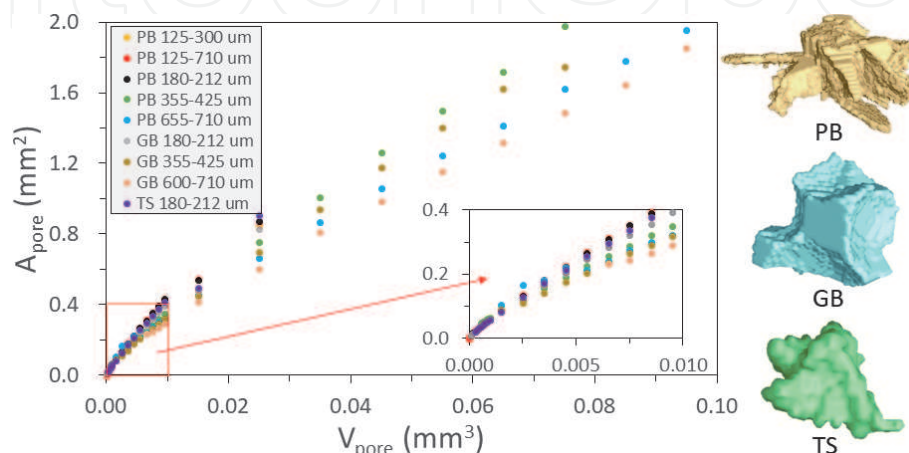 2.0
1.6
1.2
0.8
0.4
0.0
A_pore (mm²)
PB 125-300 um
PB 125-710 um
PB 180-212 um
PB 355-425 um
PB 655-710 um
GB 180-212 um
GB 355-425 um
GB 600-710 um
TS 180-212 um
0.4
0.2
0.0
0.000 0.005 0.010
0.00 0.02 0.04 0.06 0.08 0.10
V_pore (mm³)
PB
GB
TS